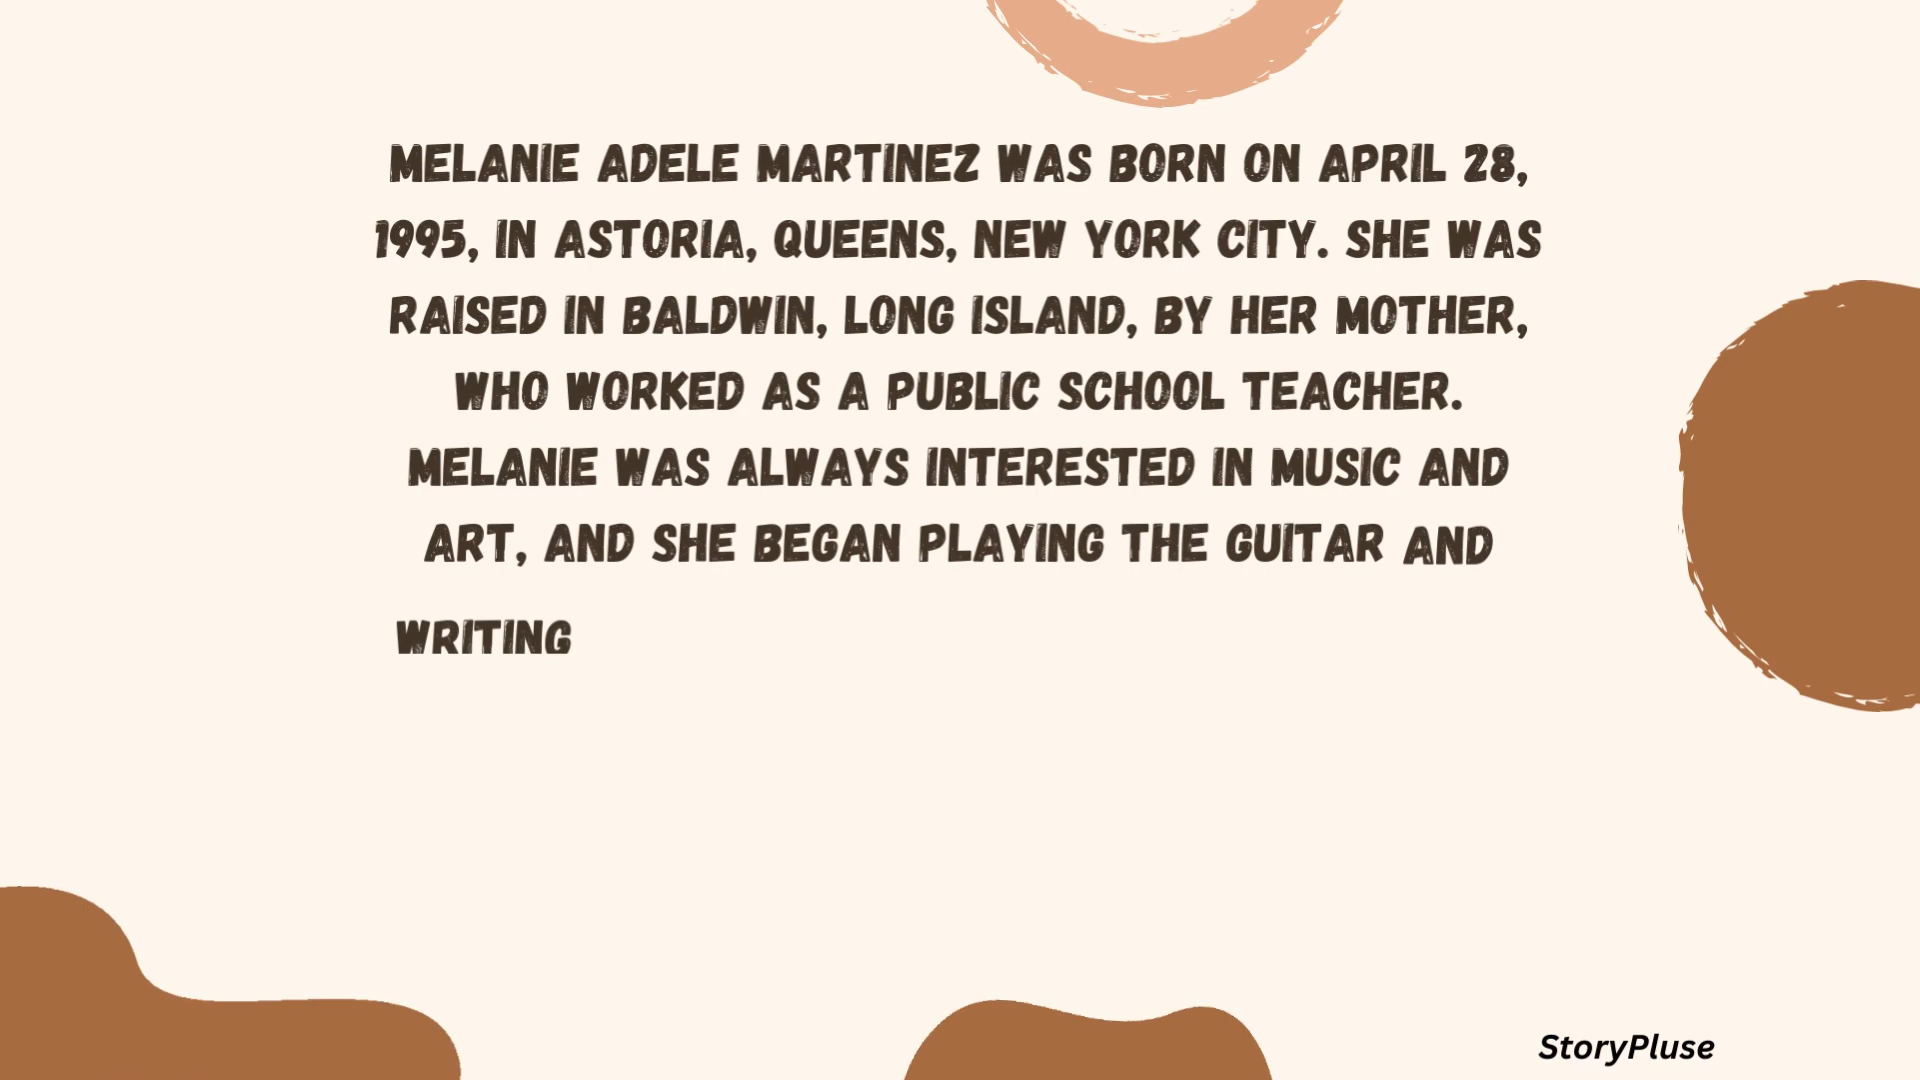 MELANIE ADELE MARTINEZ WAS BORN ON APRIL 28,
1995, IN ASTORIA, QUEENS, NEW YORK CITY. SHE WAS
RAISED IN BALDWIN, LONG ISLAND, BY HER MOTHER,
WHO WORKED AS A PUBLIC SCHOOL TEACHER.
MELANIE WAS ALWAYS INTERESTED IN MUSIC AND
ART, AND SHE BEGAN PLAYING THE GUITAR AND
WRITING
StoryPluse